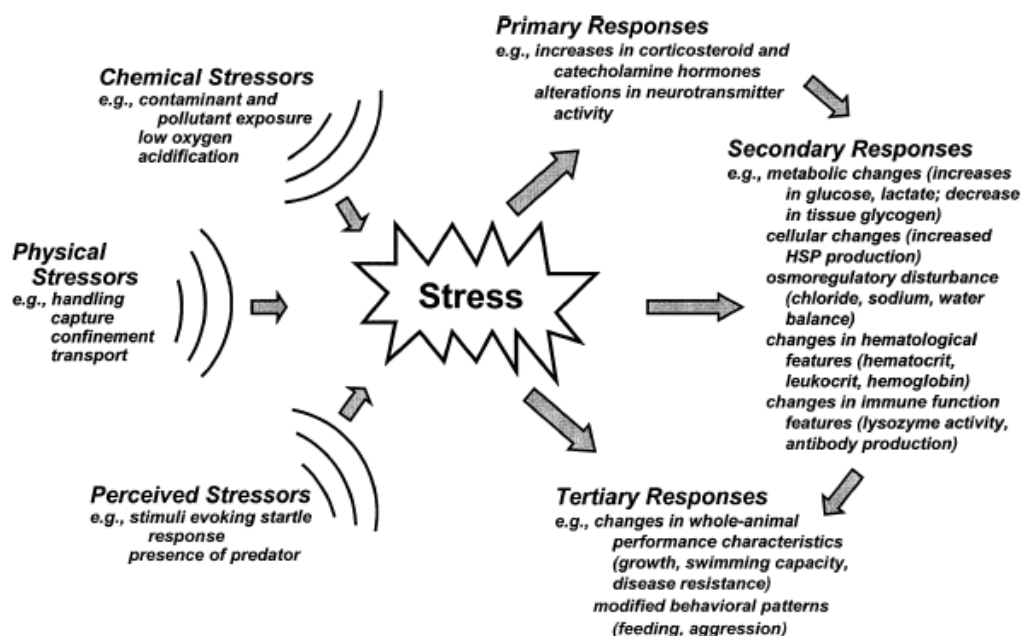 Chemical Stressors
e.g., contaminant and
pollutant exposure
low oxygen
acidification
Physical
Stressors
e.g., handling
capture
confinement
transport
Perceived Stressors
e.g., stimuli evoking startle
response
presence of predator
Stress
Primary Responses
e.g., increases in corticosteroid and
catecholamine hormones
alterations in neurotransmitter
activity
Secondary Responses
e.g., metabolic changes (increases
in glucose, lactate; decrease
in tissue glycogen)
cellular changes (increased
HSP production)
osmoregulatory disturbance
(chloride, sodium, water
balance)
changes in hematological
features (hematocrit,
leukocrit, hemoglobin)
changes in immune function
features (lysozyme activity,
antibody production)
Tertiary Responses
e.g., changes in whole-animal
performance characteristics
(growth, swimming capacity,
disease resistance)
modified behavioral patterns
(feeding, aggression)